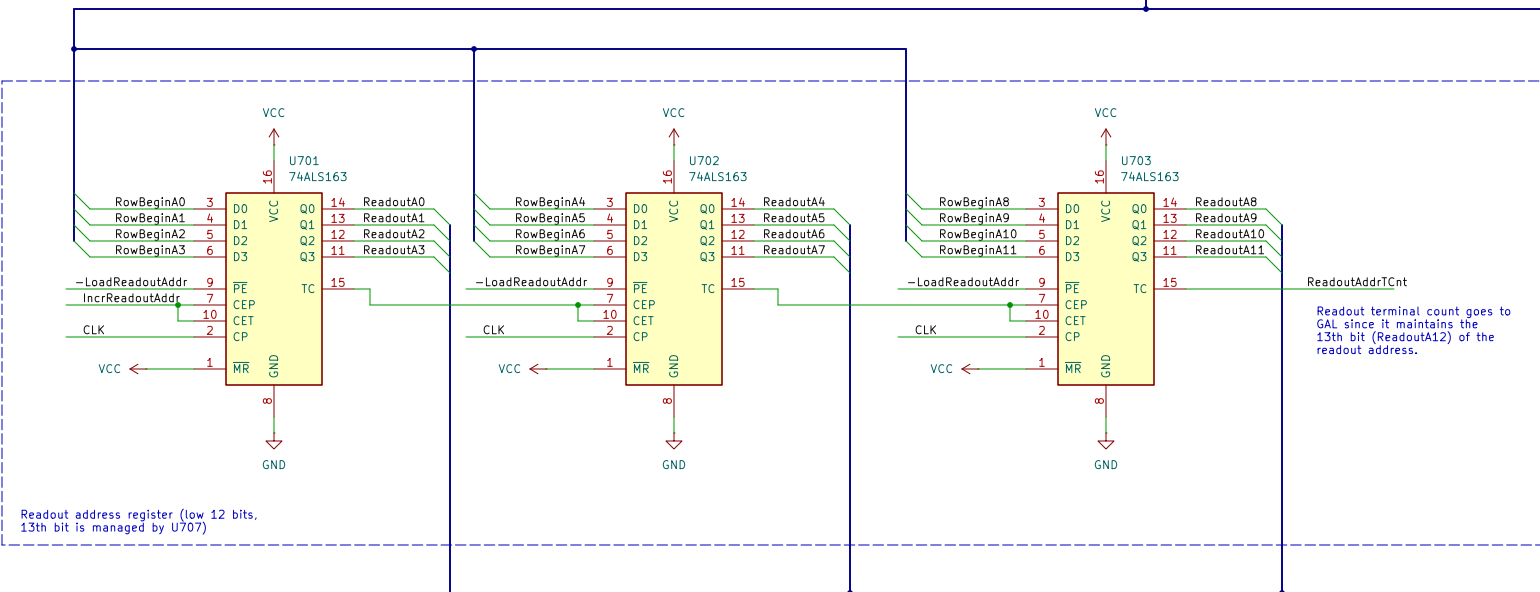 VCC
U701
74ALS163
16
RowBeginA0 3 D0 VCC Q0 14 ReadoutA0
RowBeginA1 4 D1 Q1 13 ReadoutA1
RowBeginA2 5 D2 Q2 12 ReadoutA2
RowBeginA3 6 D3 Q3 11 ReadoutA3
-LoadReadoutAddr 9 PE TC 15
IncrReadoutAddr 7 CEP
10 CET
CLK 2 CP
VCC 1 MR GND
8
GND
VCC
U702
74ALS163
16
RowBeginA4 3 D0 VCC Q0 14 ReadoutA4
RowBeginA5 4 D1 Q1 13 ReadoutA5
RowBeginA6 5 D2 Q2 12 ReadoutA6
RowBeginA7 6 D3 Q3 11 ReadoutA7
-LoadReadoutAddr 9 PE TC 15
7 CEP
10 CET
CLK 2 CP
VCC 1 MR GND
8
GND
VCC
U703
74ALS163
16
RowBeginA8 3 D0 VCC Q0 14 ReadoutA8
RowBeginA9 4 D1 Q1 13 ReadoutA9
RowBeginA10 5 D2 Q2 12 ReadoutA10
RowBeginA11 6 D3 Q3 11 ReadoutA11
-LoadReadoutAddr 9 PE TC 15 ReadoutAddrTCnt
7 CEP
10 CET
CLK 2 CP
VCC 1 MR GND
8
GND
Readout terminal count goes to
GAL since it maintains the
13th bit (ReadoutA12) of the
readout address.
Readout address register (low 12 bits,
13th bit is managed by U707)